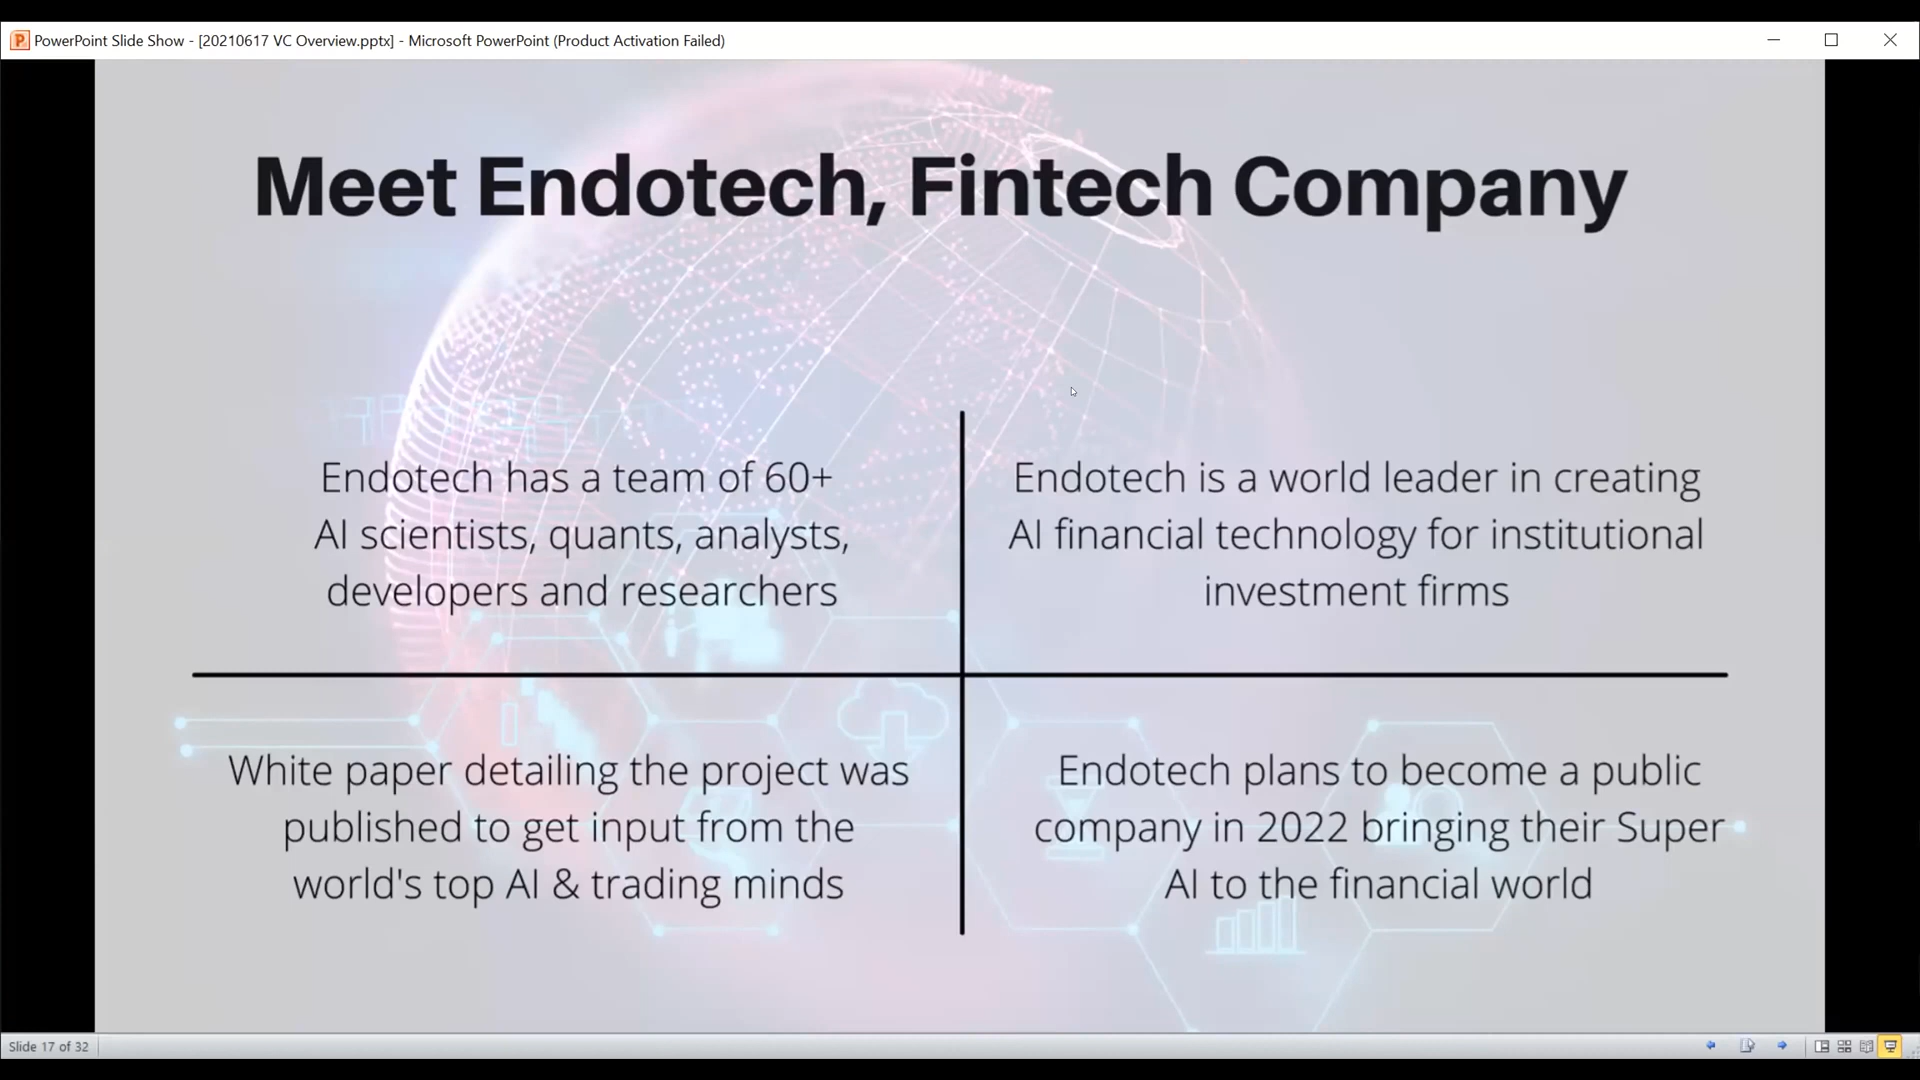 PowerPoint Slide Show - [20210617 VC Overview.pptx] - Microsoft PowerPoint (Product Activation Failed)
Meet Endotech, Fintech Company
Endotech has a team of 60+
AI scientists, quants, analysts,
developers and researchers
Endotech is a world leader in creating
AI financial technology for institutional
investment firms
White paper detailing the project was
published to get input from the
world's top AI & trading minds
Endotech plans to become a public
company in 2022 bringing their Super
AI to the financial world
Slide 17 of 32